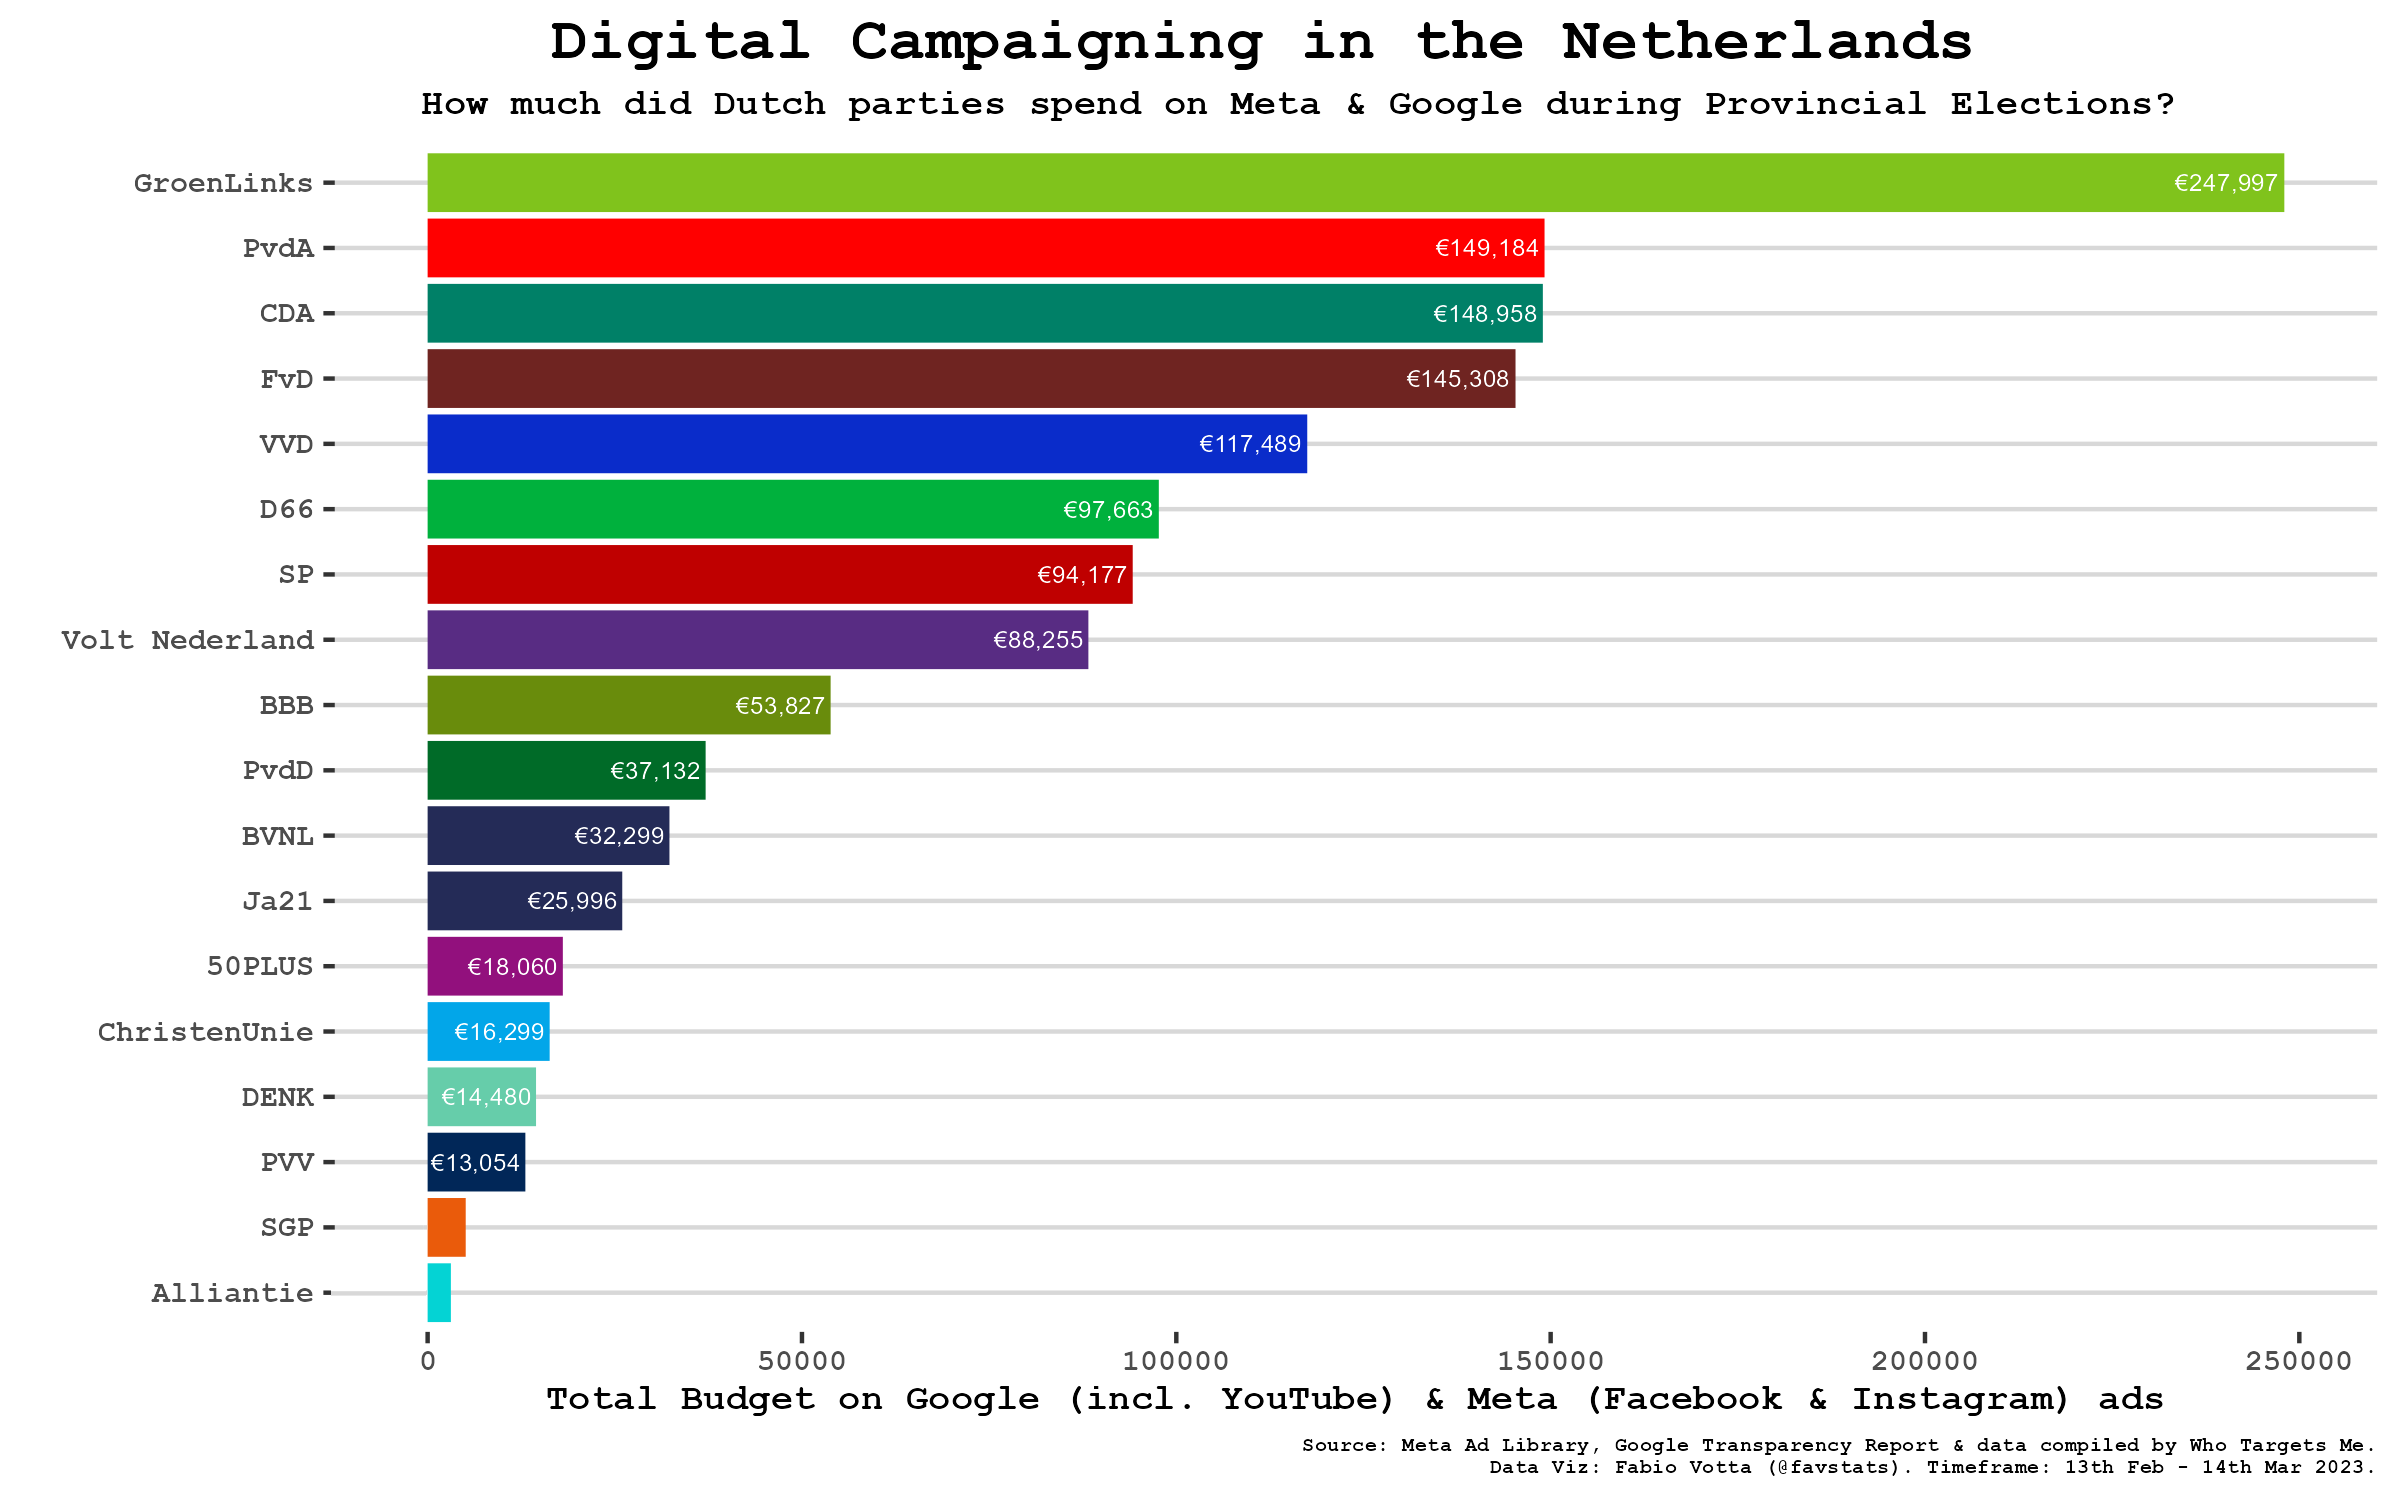 Digital Campaigning in the Netherlands
How much did Dutch parties spend on Meta & Google during Provincial Elections?
GroenLinks €247,997
PvdA €149,184
CDA €148,958
FvD €145,308
VVD €117,489
D66 €97,663
SP €94,177
Volt Nederland €88,255
BBB €53,827
PvdD €37,132
BVNL €32,299
Ja21 €25,996
50PLUS €18,060
ChristenUnie €16,299
DENK €14,480
PVV €13,054
SGP
Alliantie
0 50000 100000 150000 200000 250000
Total Budget on Google (incl. YouTube) & Meta (Facebook & Instagram) ads
Source: Meta Ad Library, Google Transparency Report & data compiled by Who Targets Me.
Data Viz: Fabio Votta (@favstats). Timeframe: 13th Feb - 14th Mar 2023.